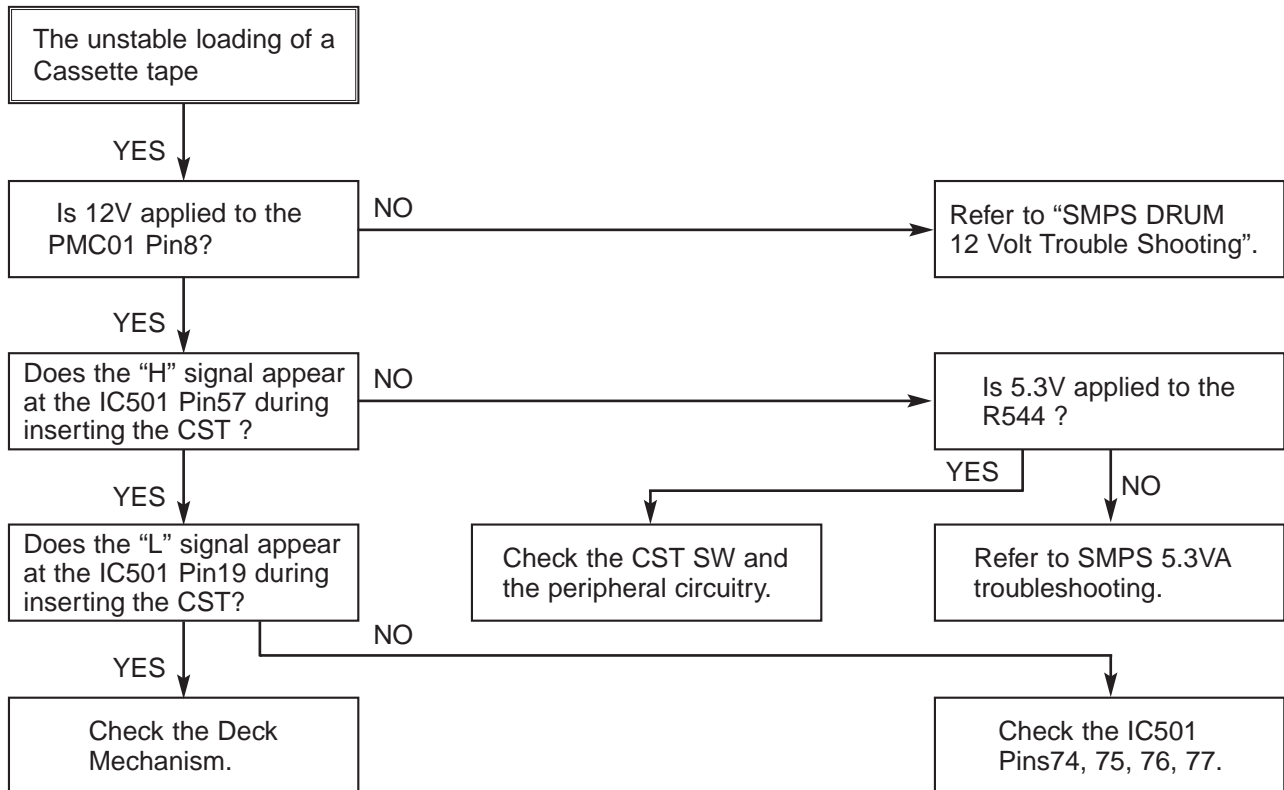 The unstable loading of a
Cassette tape
YES
Is 12V applied to the
PMC01 Pin8?
NO
Refer to “SMPS DRUM
12 Volt Trouble Shooting”.
YES
Does the “H” signal appear
at the IC501 Pin57 during
inserting the CST ?
NO
Is 5.3V applied to the
R544 ?
YES
NO
YES
Check the CST SW and
the peripheral circuitry.
Refer to SMPS 5.3VA
troubleshooting.
Does the “L” signal appear
at the IC501 Pin19 during
inserting the CST?
NO
YES
Check the Deck
Mechanism.
Check the IC501
Pins74, 75, 76, 77.